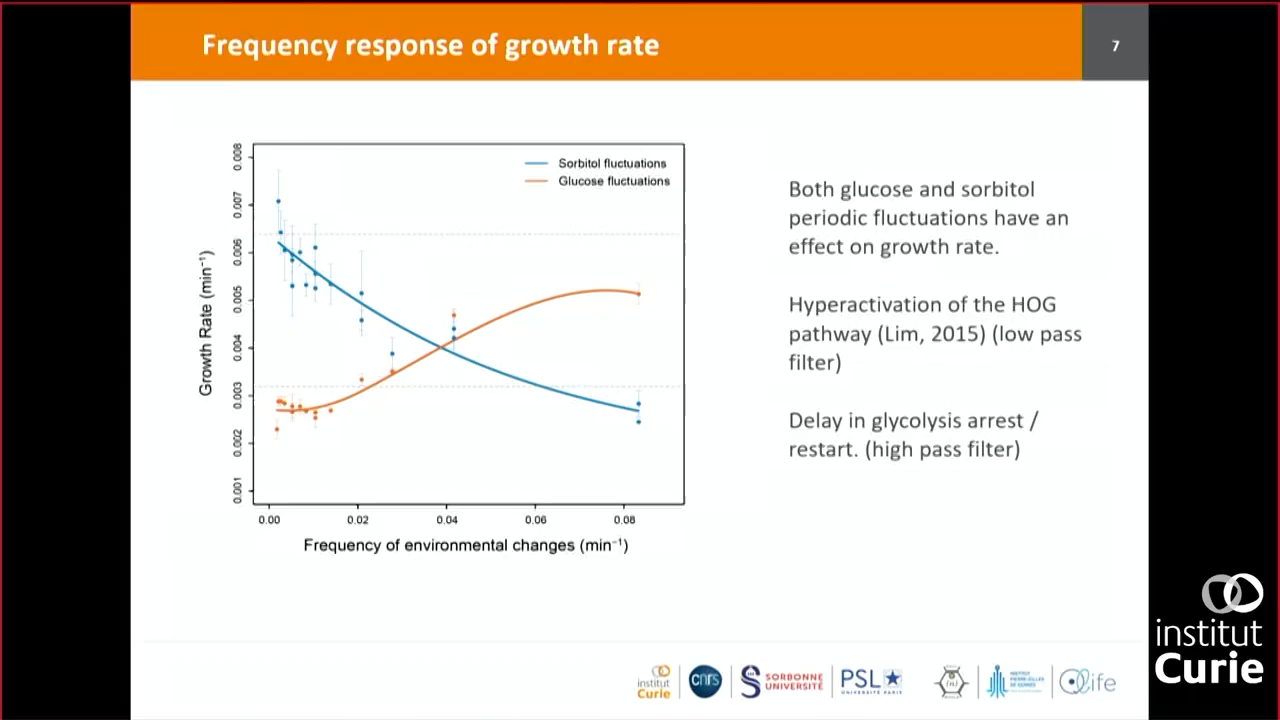 Frequency response of growth rate
7
Sorbitol fluctuations
Glucose fluctuations
0.008
0.007
0.006
0.005
0.004
0.003
0.002
0.001
Growth Rate (min⁻¹)
0.00 0.02 0.04 0.06 0.08
Frequency of environmental changes (min⁻¹)
Both glucose and sorbitol
periodic fluctuations have an
effect on growth rate.
Hyperactivation of the HOG
pathway (Lim, 2015) (low pass
filter)
Delay in glycolysis arrest /
restart. (high pass filter)
institut
Curie
cnrs
SORBONNE
UNIVERSITÉ
PSL
UNIVERSITÉ PARIS
life
institut
Curie